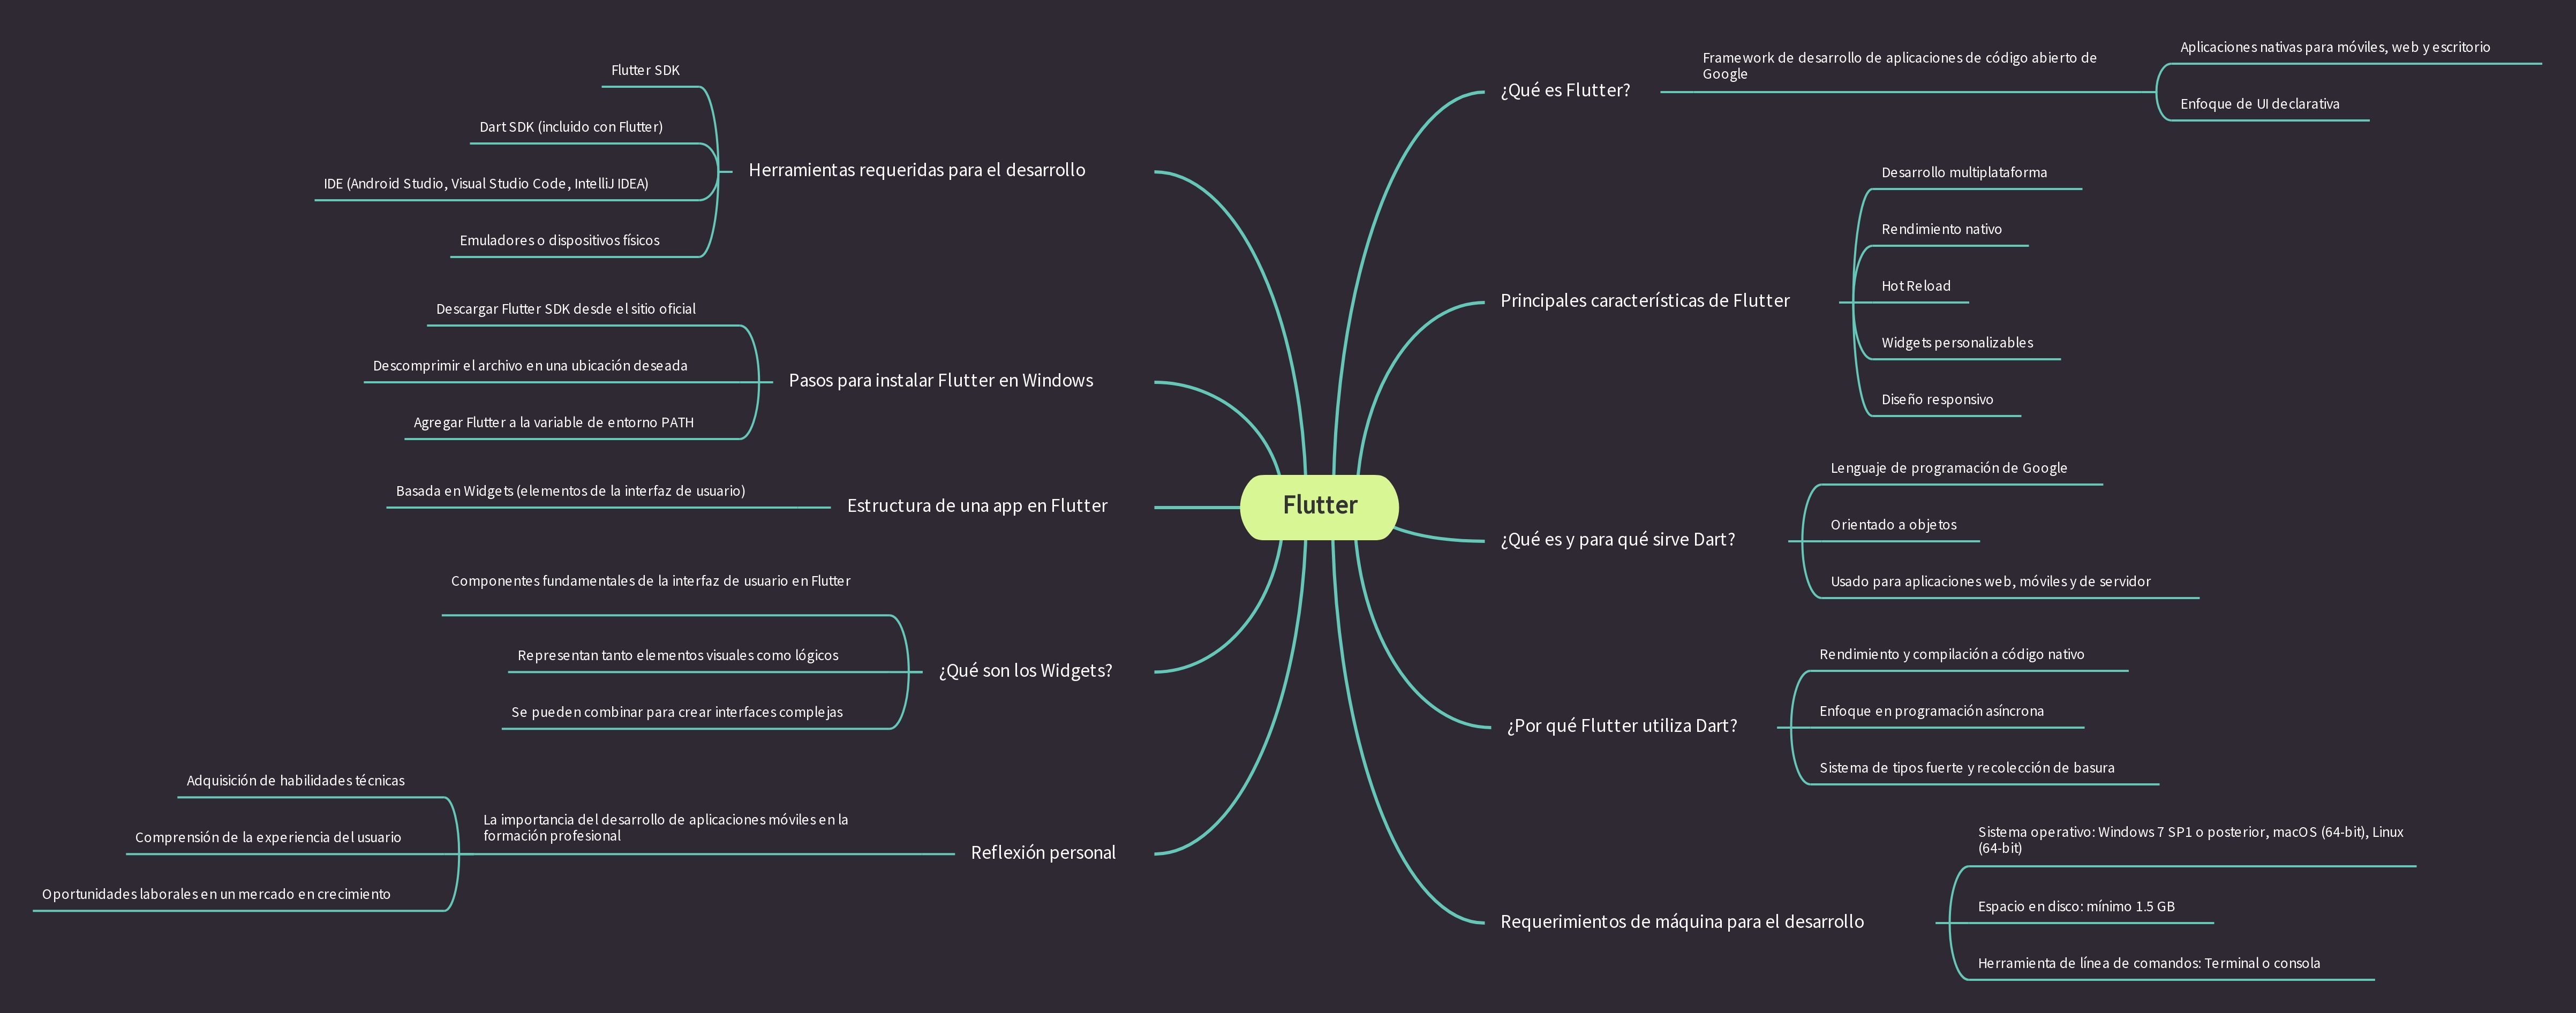 Flutter
¿Qué es Flutter?
Framework de desarrollo de aplicaciones de código abierto de
Google
Aplicaciones nativas para móviles, web y escritorio
Enfoque de UI declarativa
Principales características de Flutter
Desarrollo multiplataforma
Rendimiento nativo
Hot Reload
Widgets personalizables
Diseño responsivo
¿Qué es y para qué sirve Dart?
Lenguaje de programación de Google
Orientado a objetos
Usado para aplicaciones web, móviles y de servidor
¿Por qué Flutter utiliza Dart?
Rendimiento y compilación a código nativo
Enfoque en programación asíncrona
Sistema de tipos fuerte y recolección de basura
Requerimientos de máquina para el desarrollo
Sistema operativo: Windows 7 SP1 o posterior, macOS (64-bit), Linux
(64-bit)
Espacio en disco: mínimo 1.5 GB
Herramienta de línea de comandos: Terminal o consola
Herramientas requeridas para el desarrollo
Flutter SDK
Dart SDK (incluido con Flutter)
IDE (Android Studio, Visual Studio Code, IntelliJ IDEA)
Emuladores o dispositivos físicos
Pasos para instalar Flutter en Windows
Descargar Flutter SDK desde el sitio oficial
Descomprimir el archivo en una ubicación deseada
Agregar Flutter a la variable de entorno PATH
Estructura de una app en Flutter
Basada en Widgets (elementos de la interfaz de usuario)
¿Qué son los Widgets?
Componentes fundamentales de la interfaz de usuario en Flutter
Representan tanto elementos visuales como lógicos
Se pueden combinar para crear interfaces complejas
Reflexión personal
La importancia del desarrollo de aplicaciones móviles en la
formación profesional
Adquisición de habilidades técnicas
Comprensión de la experiencia del usuario
Oportunidades laborales en un mercado en crecimiento